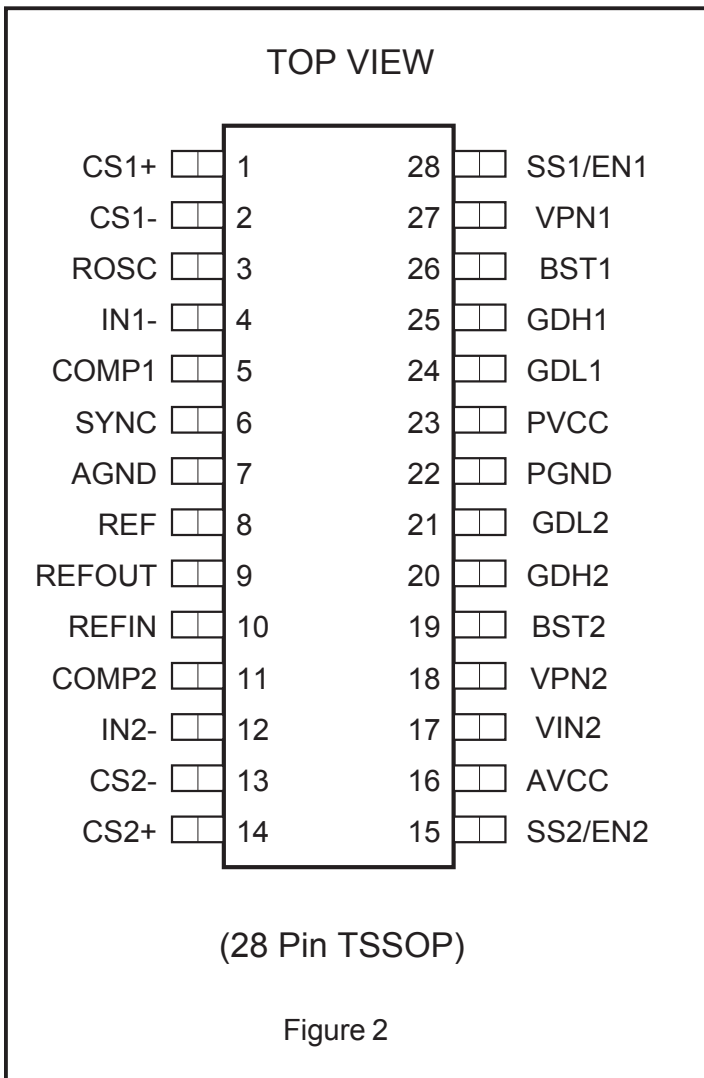 TOP VIEW
CS1+ 1 28 SS1/EN1
CS1- 2 27 VPN1
ROSC 3 26 BST1
IN1- 4 25 GDH1
COMP1 5 24 GDL1
SYNC 6 23 PVCC
AGND 7 22 PGND
REF 8 21 GDL2
REFOUT 9 20 GDH2
REFIN 10 19 BST2
COMP2 11 18 VPN2
IN2- 12 17 VIN2
CS2- 13 16 AVCC
CS2+ 14 15 SS2/EN2
(28 Pin TSSOP)
Figure 2